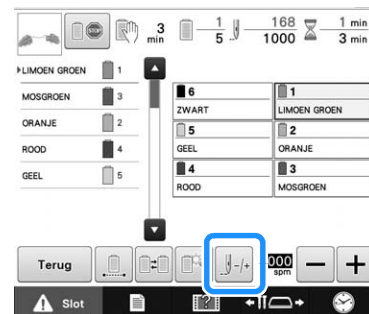 3 min
1 5
168 1000
1 min 3 min
LIMOEN GROEN 1
MOSGROEN 3
ORANJE 2
ROOD 4
GEEL 5
6 ZWART
1 LIMOEN GROEN
5 GEEL
2 ORANJE
4 ROOD
3 MOSGROEN
Terug
-/+
000 spm
− +
Slot
?